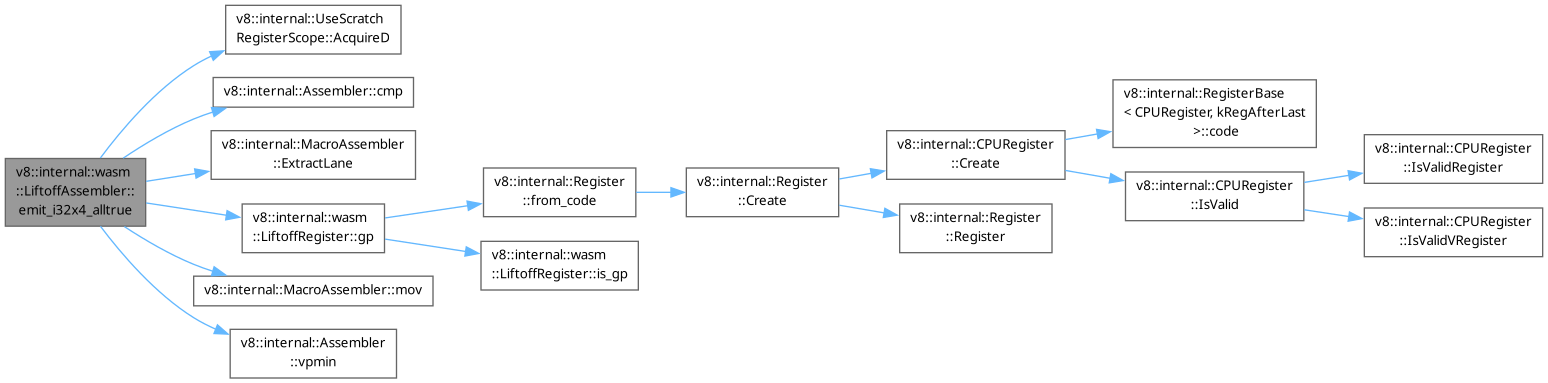 v8::internal::wasm
::LiftoffAssembler::
emit_i32x4_alltrue
v8::internal::UseScratch
RegisterScope::AcquireD
v8::internal::Assembler::cmp
v8::internal::MacroAssembler
::ExtractLane
v8::internal::wasm
::LiftoffRegister::gp
v8::internal::MacroAssembler::mov
v8::internal::Assembler
::vpmin
v8::internal::Register
::from_code
v8::internal::wasm
::LiftoffRegister::is_gp
v8::internal::Register
::Create
v8::internal::CPURegister
::Create
v8::internal::Register
::Register
v8::internal::RegisterBase
< CPURegister, kRegAfterLast
>::code
v8::internal::CPURegister
::IsValid
v8::internal::CPURegister
::IsValidRegister
v8::internal::CPURegister
::IsValidVRegister